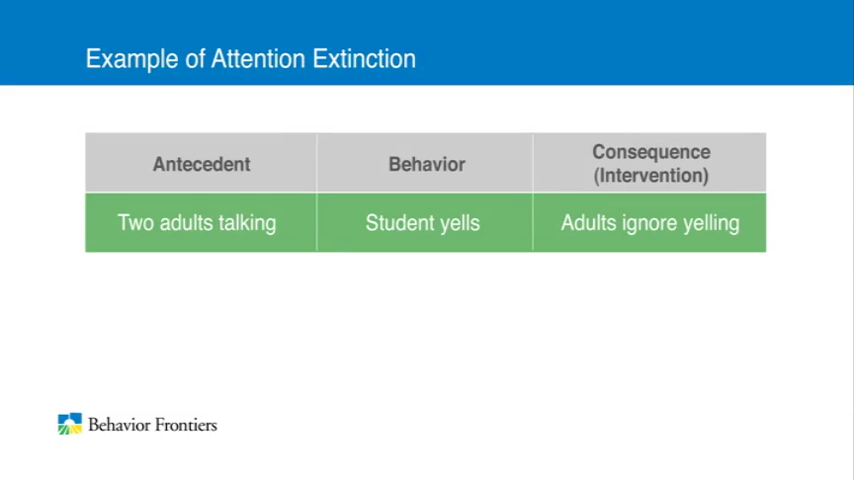 Example of Attention Extinction
Antecedent
Behavior
Consequence
(Intervention)
Two adults talking
Student yells
Adults ignore yelling
Behavior Frontiers